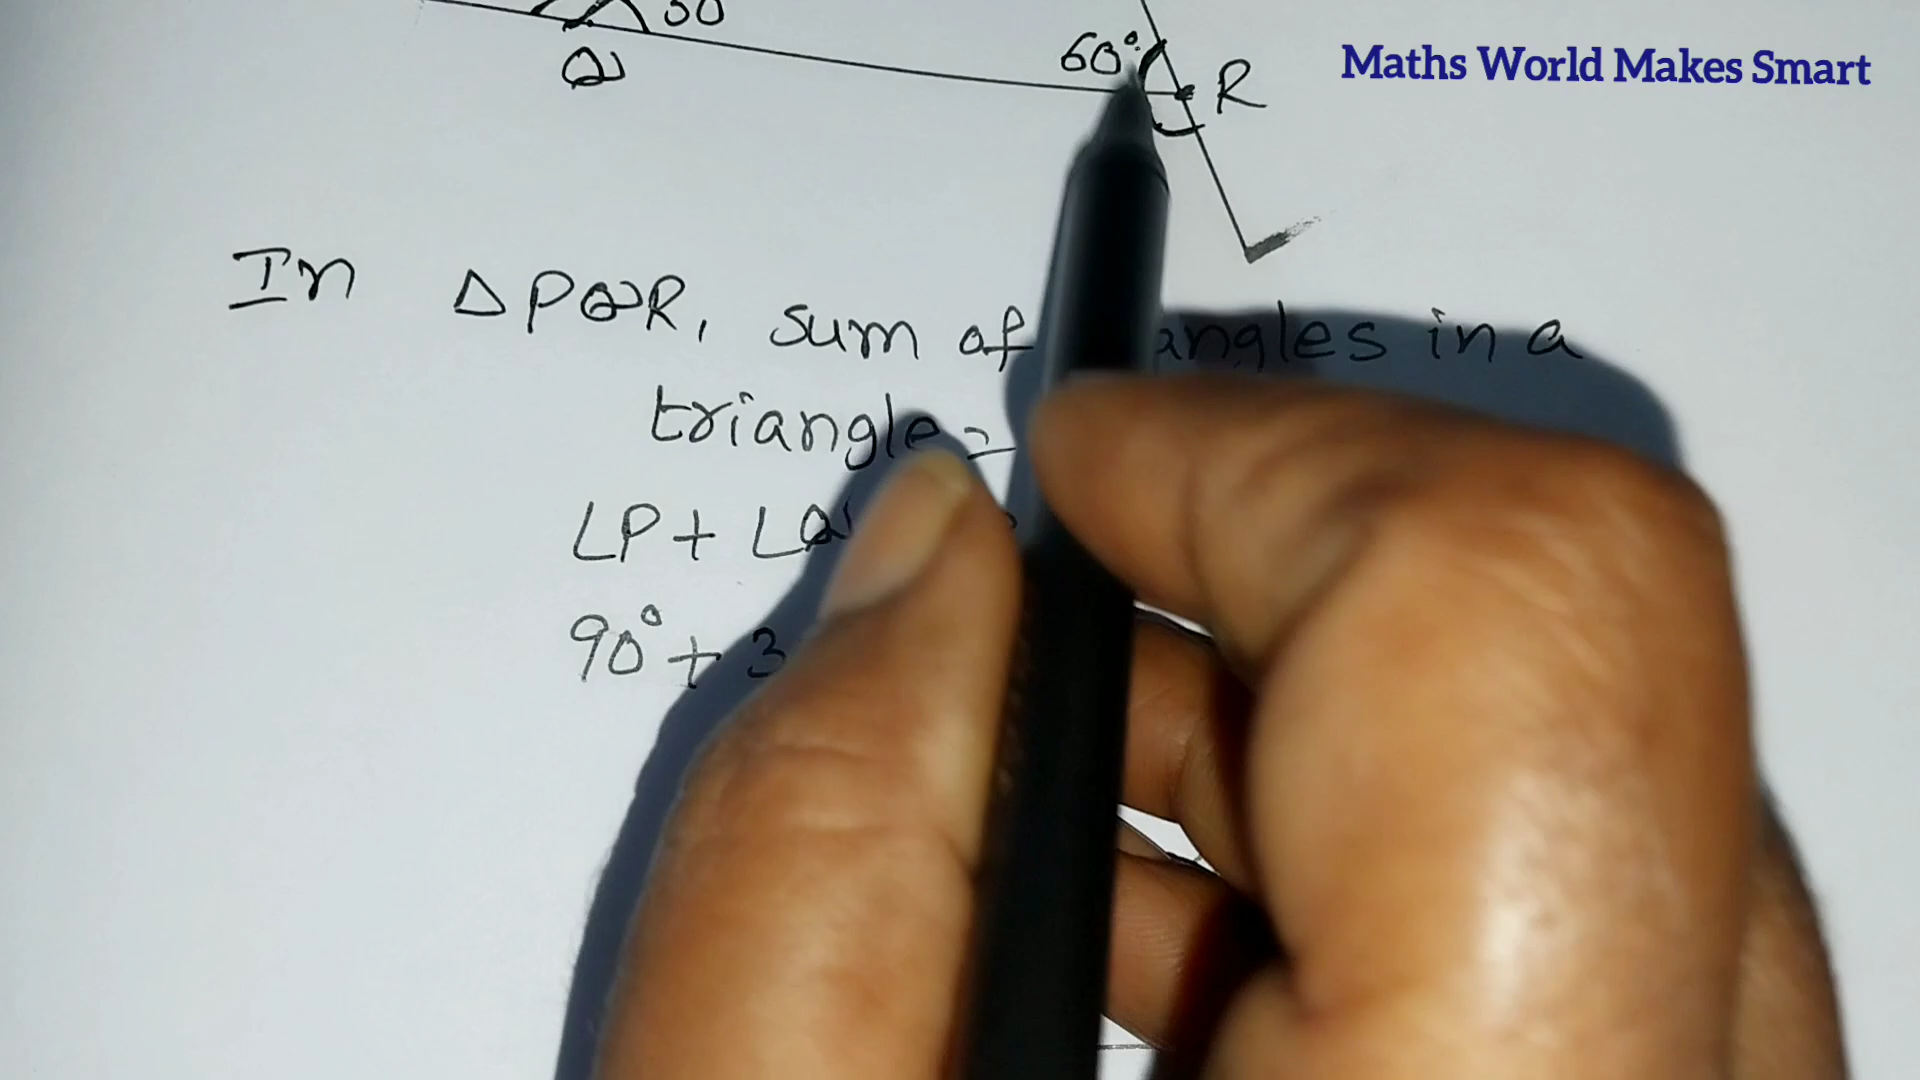 30
Q
60°
R
Maths World Makes Smart
In ΔPQR, sum of angles in a
triangle =
∠P + ∠Q
90° + 3